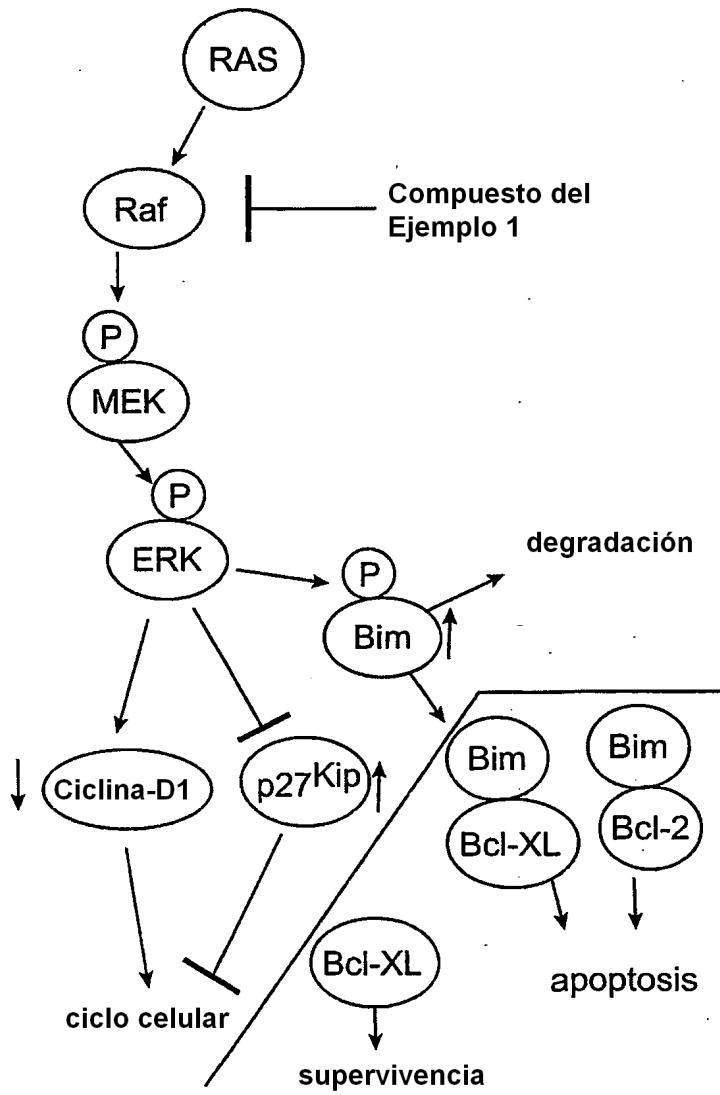 RAS
Raf
Compuesto del
Ejemplo 1
P
MEK
P
ERK
degradación
P
Bim
Ciclina-D1
p27Kip
Bim
Bcl-XL
Bim
Bcl-2
Bcl-XL
apoptosis
ciclo celular
supervivencia